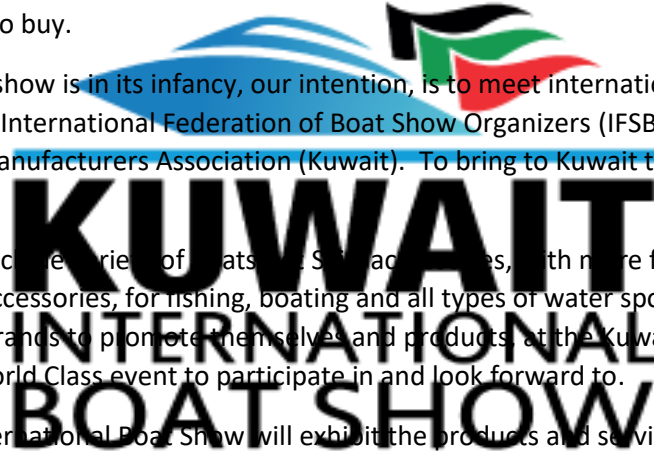 o buy.
show is in its infancy, our intention, is to meet internatio
International Federation of Boat Show Organizers (IFSB
anufacturers Association (Kuwait). To bring to Kuwait t
KUWAIT
of with more f
ccessories, for fishing, boating and all types of water spo
INTERNATIONAL
rands to promote themselves and products, at the Kuwa
orld Class event to participate in and look forward to.
BOAT SHOW
ernational Boat Show will exhibit the products and servi